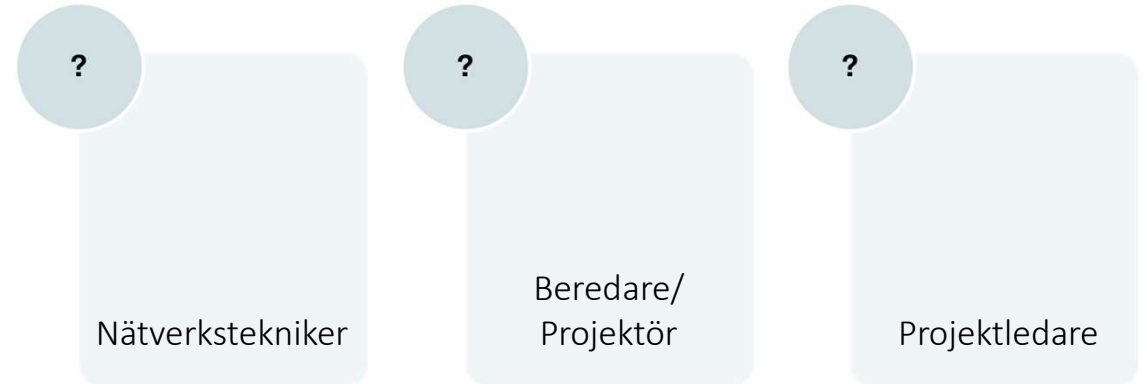 ?
?
?
Nätverkstekniker
Beredare/
Projektör
Projektledare